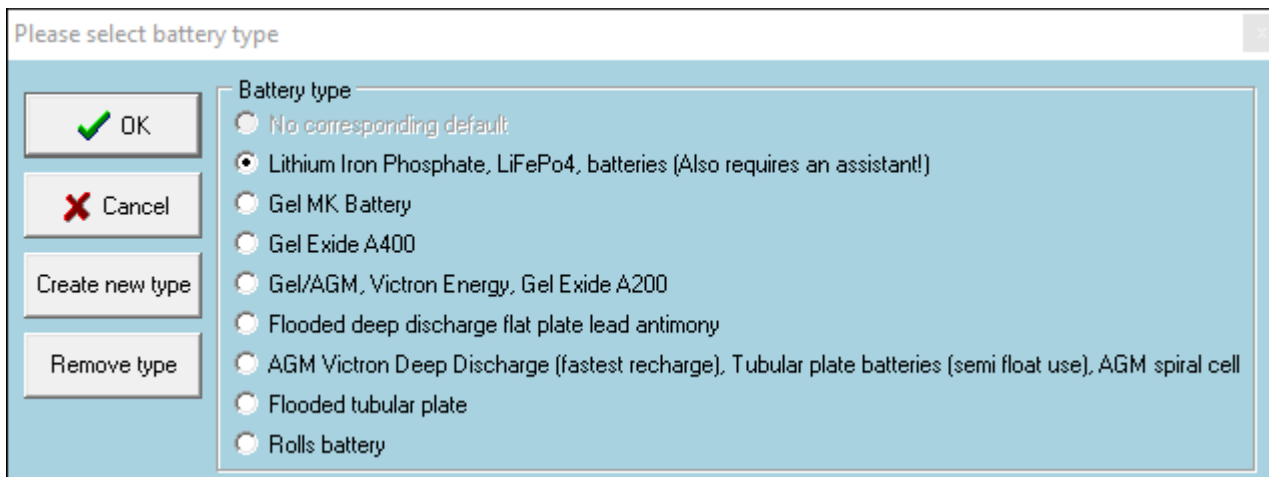 Please select battery type
x
OK
Cancel
Create new type
Remove type
Battery type
No corresponding default
Lithium Iron Phosphate, LiFePo4, batteries (Also requires an assistant!)
Gel MK Battery
Gel Exide A400
Gel/AGM, Victron Energy, Gel Exide A200
Flooded deep discharge flat plate lead antimony
AGM Victron Deep Discharge (fastest recharge), Tubular plate batteries (semi float use), AGM spiral cell
Flooded tubular plate
Rolls battery